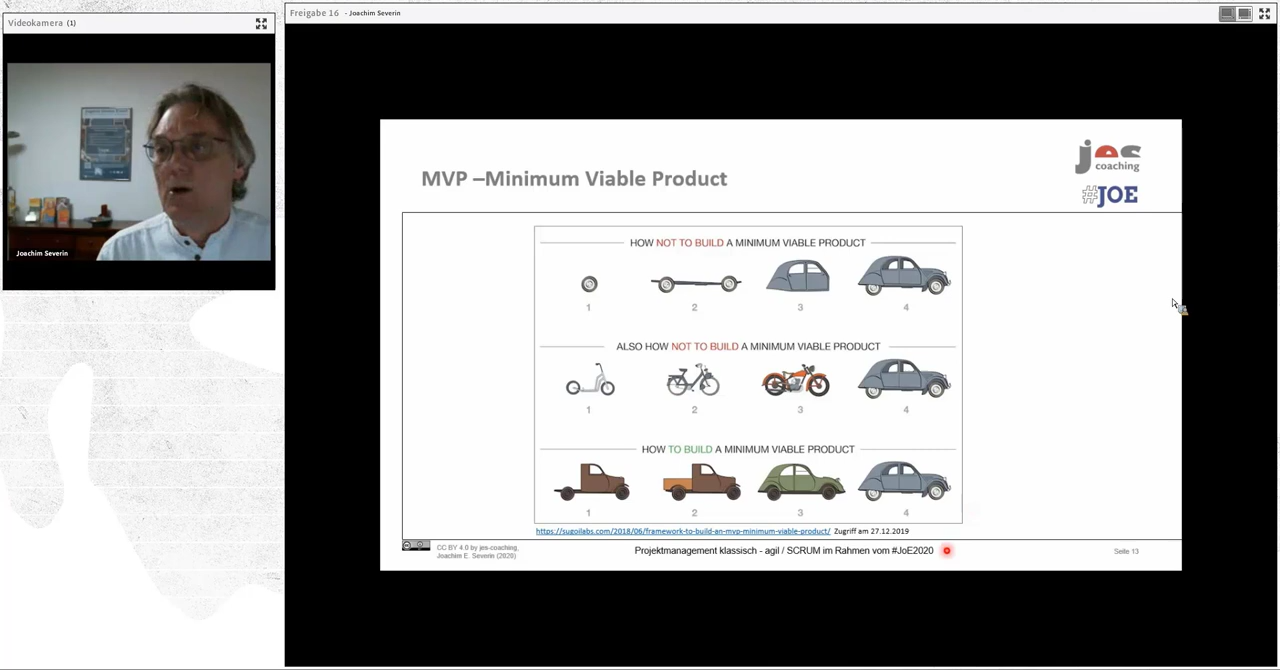 Videokamera (1)
Freigabe 16 - Joachim Severin
Joachim Severin
MVP –Minimum Viable Product
jes
coaching
#JOE
HOW NOT TO BUILD A MINIMUM VIABLE PRODUCT
1 2 3 4
ALSO HOW NOT TO BUILD A MINIMUM VIABLE PRODUCT
1 2 3 4
HOW TO BUILD A MINIMUM VIABLE PRODUCT
1 2 3 4
https://sugoilabs.com/2018/06/framework-to-build-an-mvp-minimum-viable-product/ Zugriff am 27.12.2019
CC BY 4.0 by jes-coaching,
Joachim E. Severin (2020)
Projektmanagement klassisch - agil / SCRUM im Rahmen vom #JoE2020
Seite 13